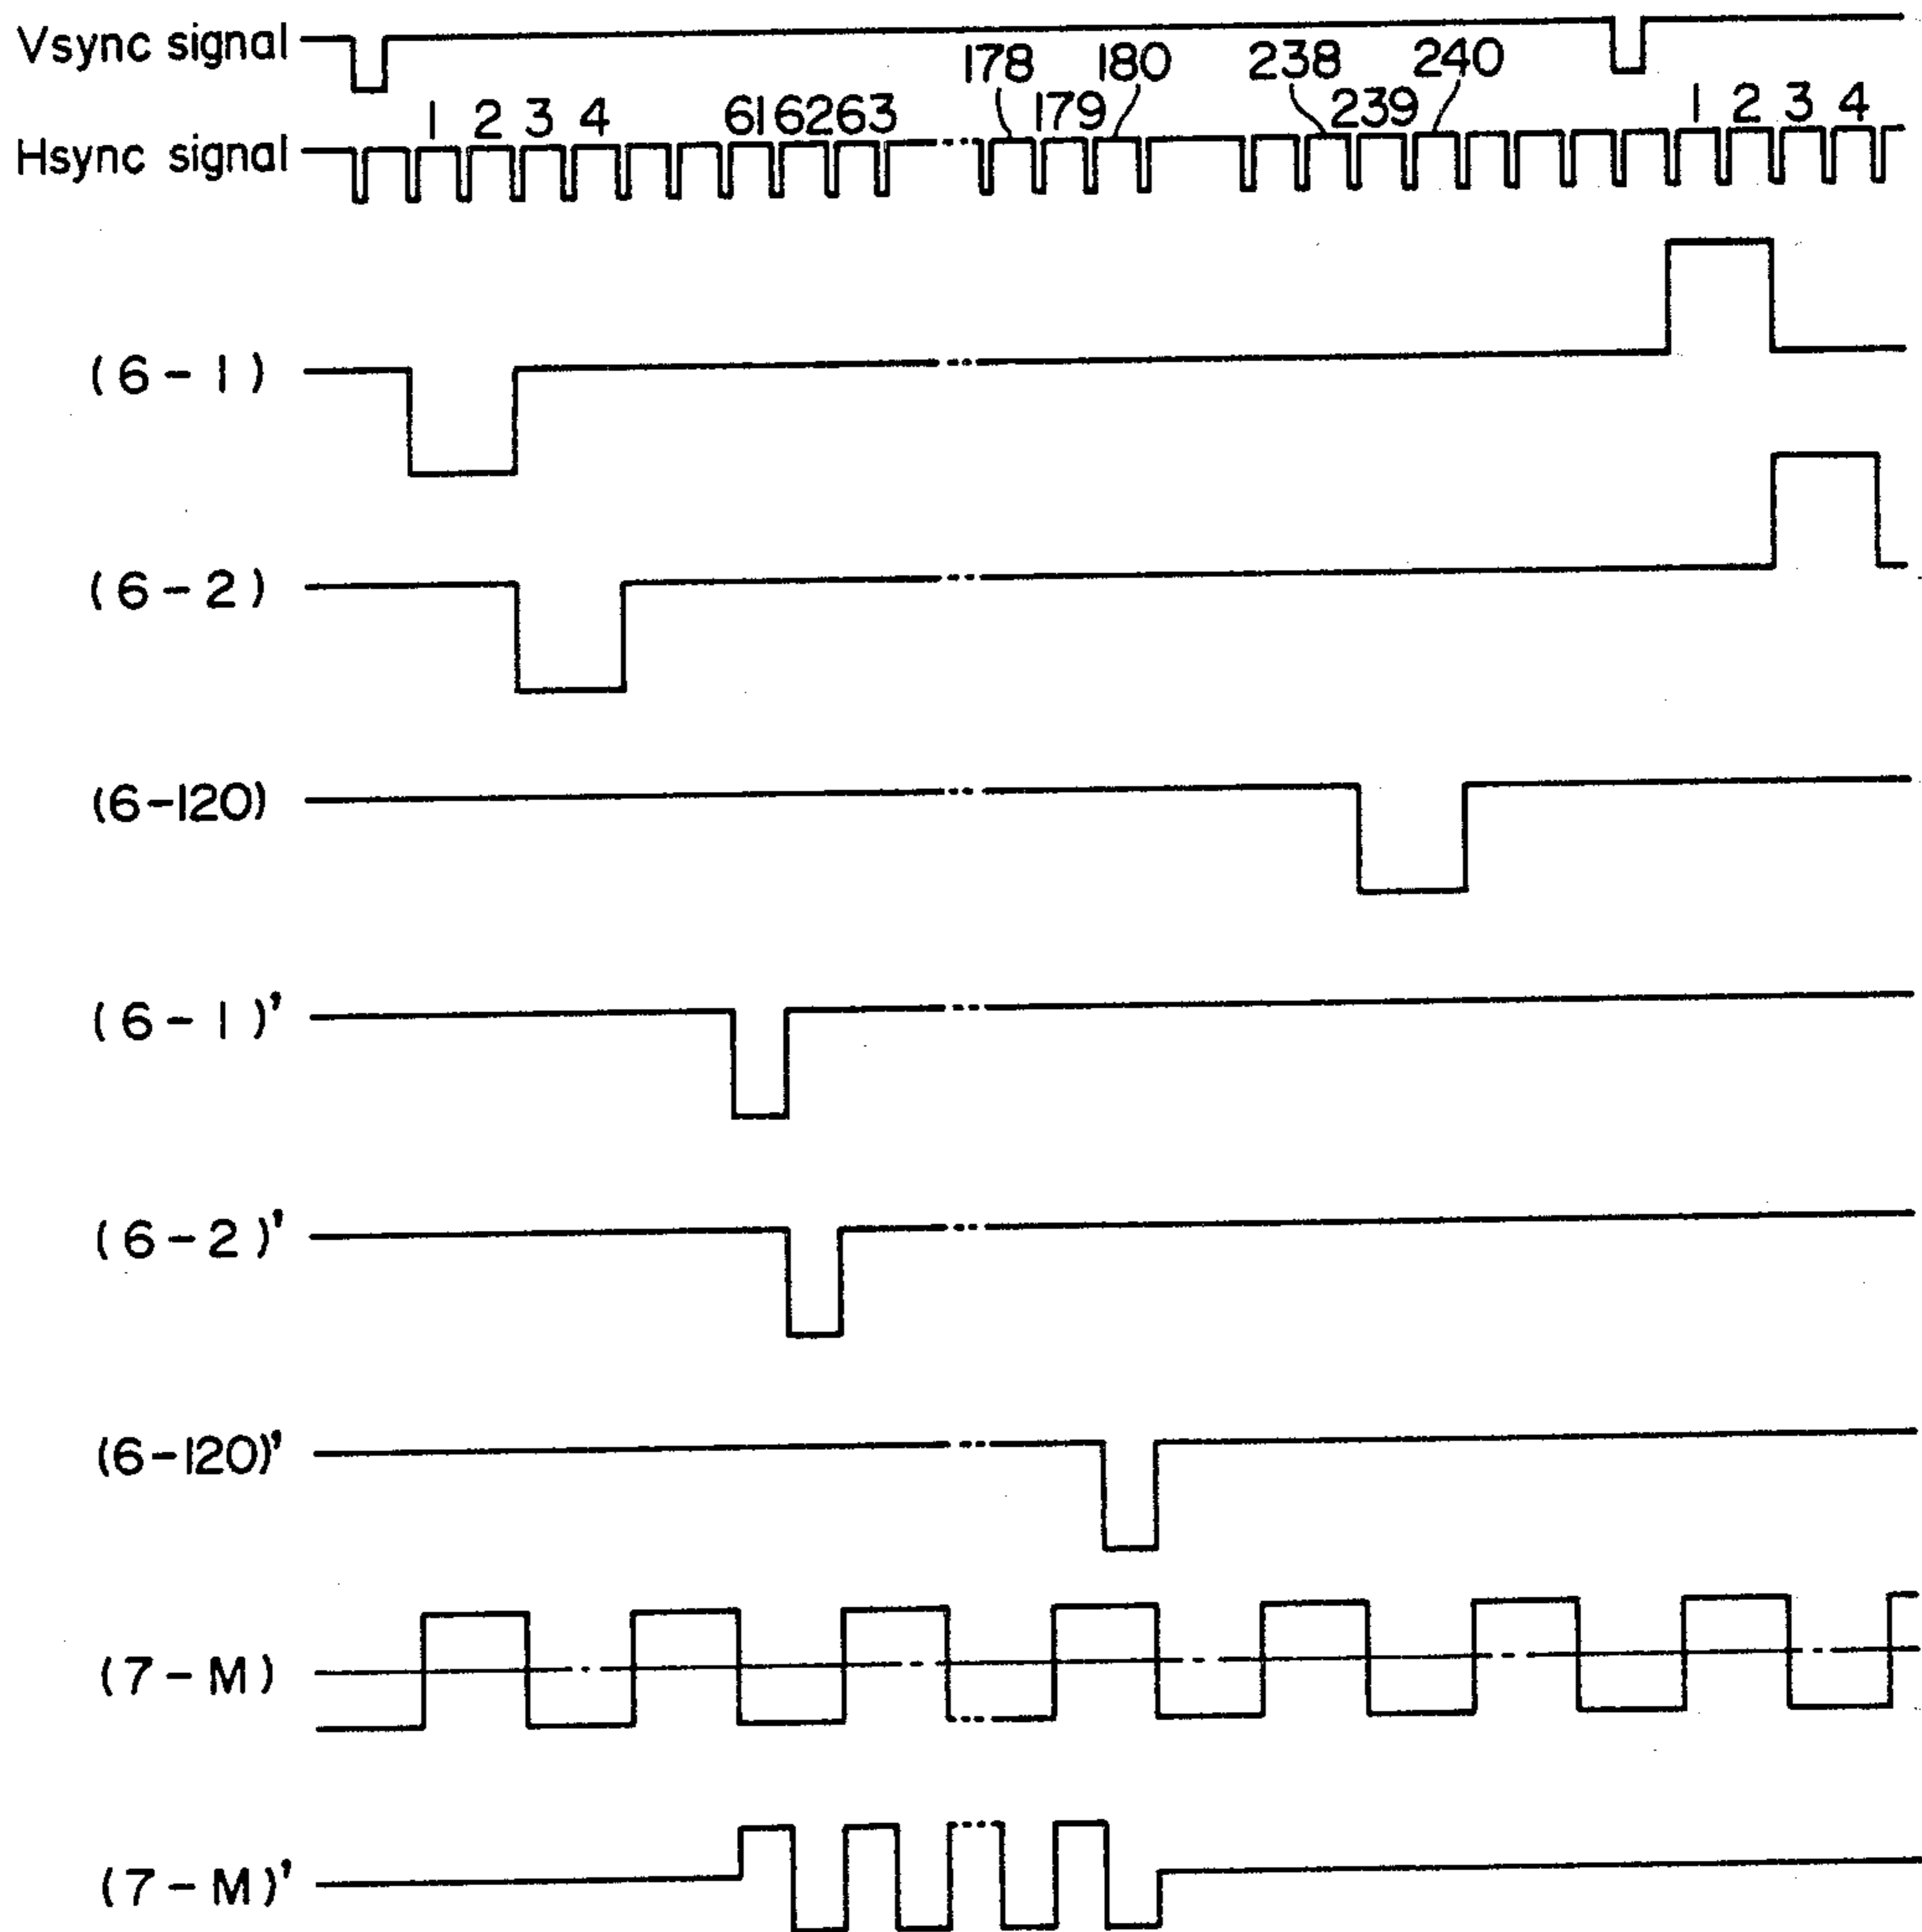 Vsync signal
178 180 238 240
1 2 3 4 61 62 63 179 239 1 2 3 4
Hsync signal
(6-1)
(6-2)
(6-120)
(6-1)'
(6-2)'
(6-120)'
(7-M)
(7-M)'